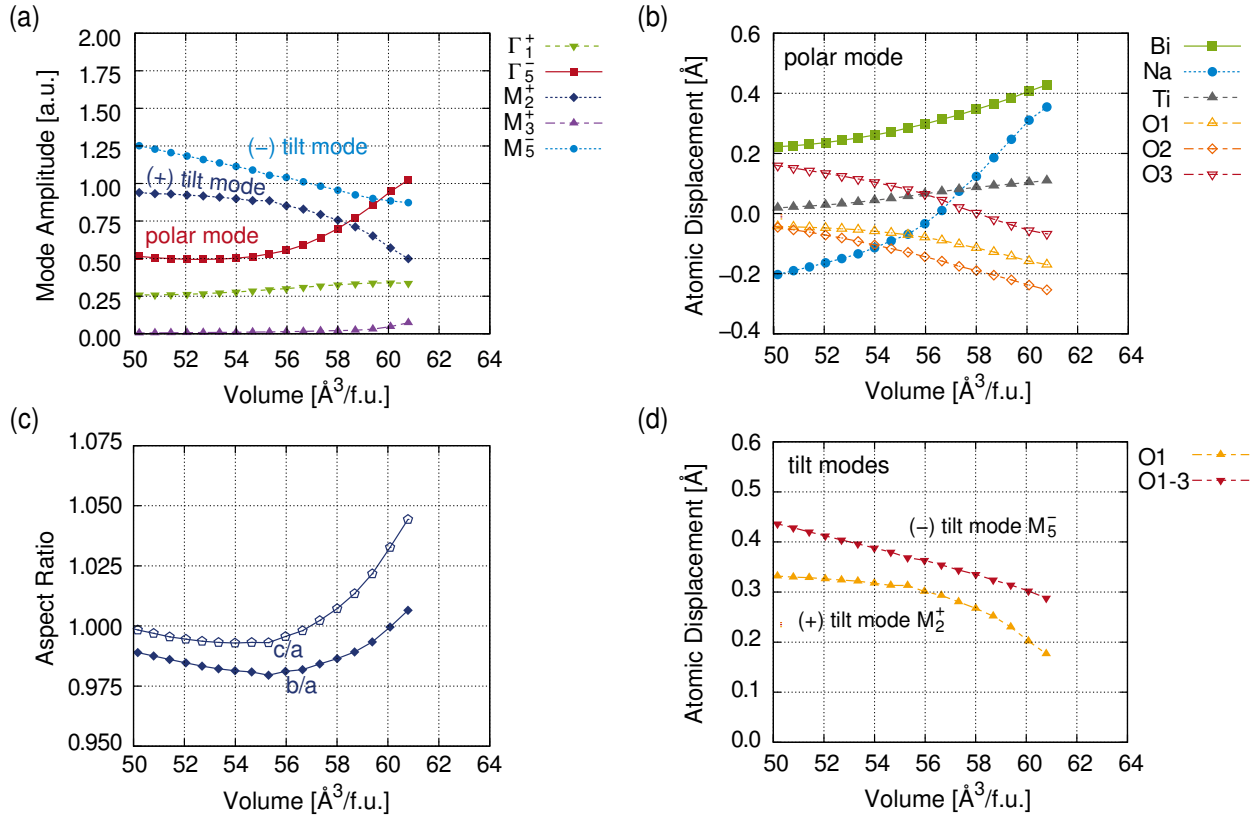 (a)
2.00
1.75
1.50
1.25
1.00
0.75
0.50
0.25
0.00
Mode Amplitude [a.u.]
(−) tilt mode
(+) tilt mode
polar mode
50 52 54 56 58 60 62 64
Volume [Å³/f.u.]
Γ₁⁺
Γ₅⁻
M₂⁺
M₃⁺
M₅⁻
(b)
0.6
0.4
0.2
0.0
−0.2
−0.4
Atomic Displacement [Å]
polar mode
50 52 54 56 58 60 62 64
Volume [Å³/f.u.]
Bi
Na
Ti
O1
O2
O3
(c)
1.075
1.050
1.025
1.000
0.975
0.950
Aspect Ratio
c/a
b/a
50 52 54 56 58 60 62 64
Volume [Å³/f.u.]
(d)
0.6
0.5
0.4
0.3
0.2
0.1
0.0
Atomic Displacement [Å]
tilt modes
(−) tilt mode M₅⁻
(+) tilt mode M₂⁺
50 52 54 56 58 60 62 64
Volume [Å³/f.u.]
O1
O1-3